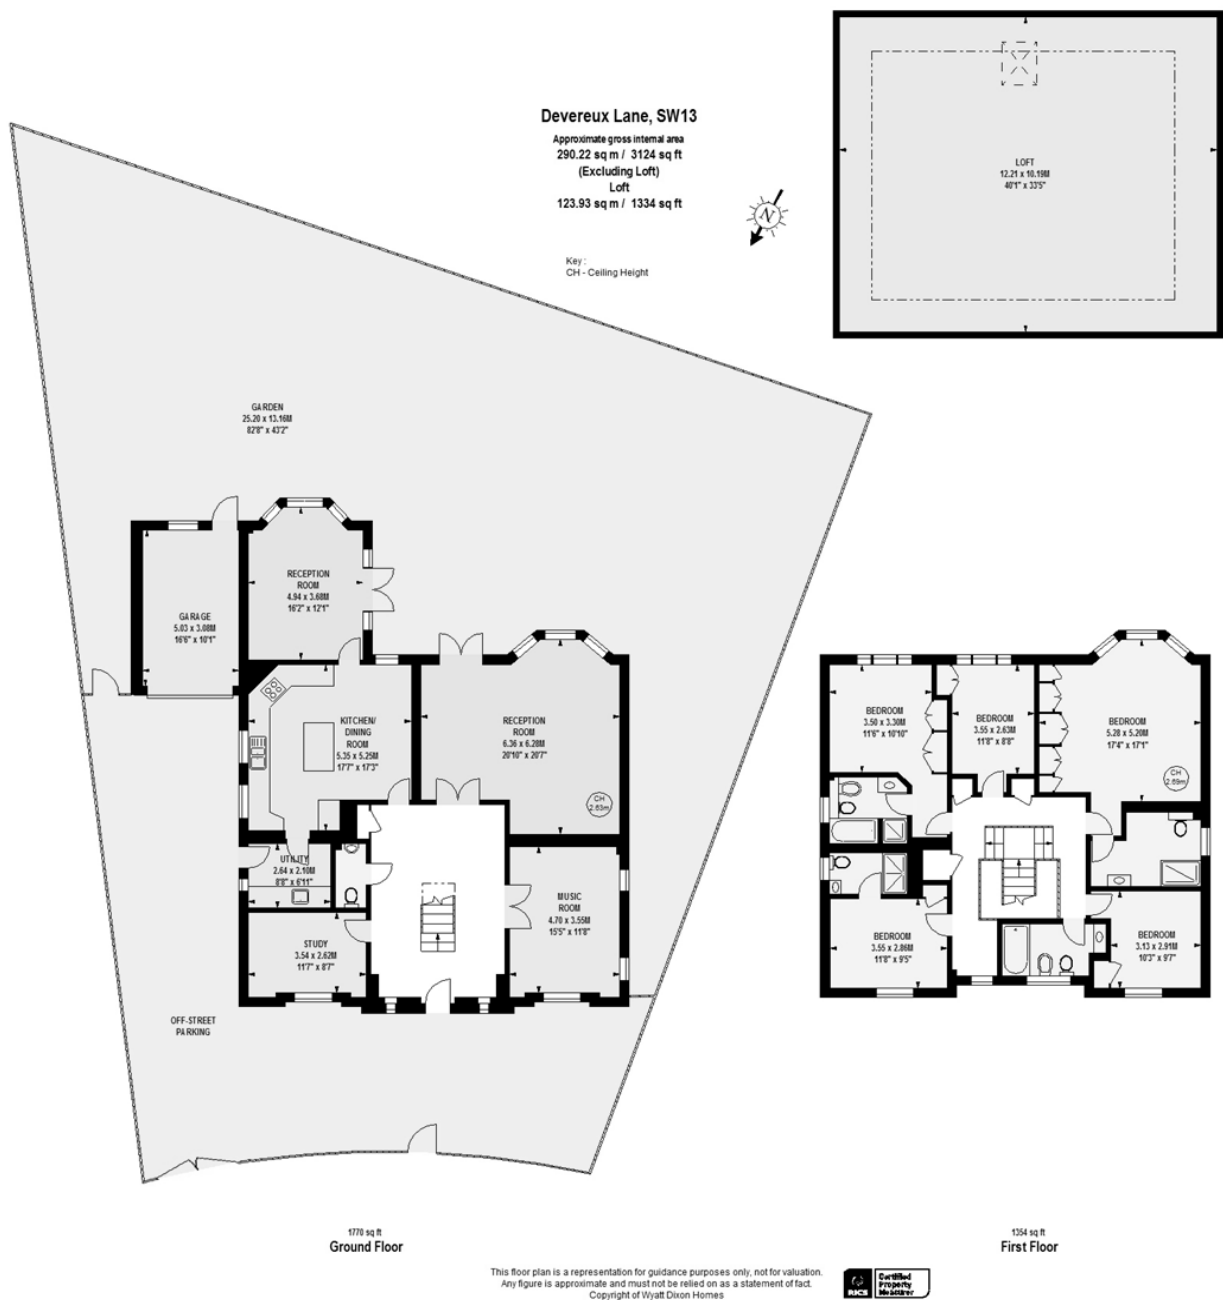 Devereux Lane, SW13
Approximate gross internal area
290.22 sq m / 3124 sq ft
(Excluding Loft)
Loft
123.93 sq m / 1334 sq ft
N
Key :
CH - Ceiling Height
LOFT
12.21 x 10.19M
40'1" x 33'5"
GARDEN
25.20 x 13.16M
82'8" x 43'2"
RECEPTION
ROOM
4.94 x 3.68M
16'2" x 12'1"
GARAGE
5.03 x 3.08M
16'6" x 10'1"
KITCHEN/
DINING
ROOM
5.35 x 5.25M
17'7" x 17'3"
RECEPTION
ROOM
6.36 x 6.28M
20'10" x 20'7"
CH
2.63m
UTILITY
2.64 x 2.10M
8'8" x 6'11"
MUSIC
ROOM
4.70 x 3.55M
15'5" x 11'8"
STUDY
3.54 x 2.62M
11'7" x 8'7"
OFF-STREET
PARKING
BEDROOM
3.50 x 3.30M
11'6" x 10'10"
BEDROOM
3.55 x 2.63M
11'8" x 8'8"
BEDROOM
5.28 x 5.20M
17'4" x 17'1"
CH
2.69m
BEDROOM
3.55 x 2.86M
11'8" x 9'5"
BEDROOM
3.13 x 2.91M
10'3" x 9'7"
1770 sq ft
Ground Floor
1354 sq ft
First Floor
This floor plan is a representation for guidance purposes only, not for valuation.
Any figure is approximate and must not be relied on as a statement of fact.
Copyright of Wyatt Dixon Homes
RICS
Certified
Property
Measurer